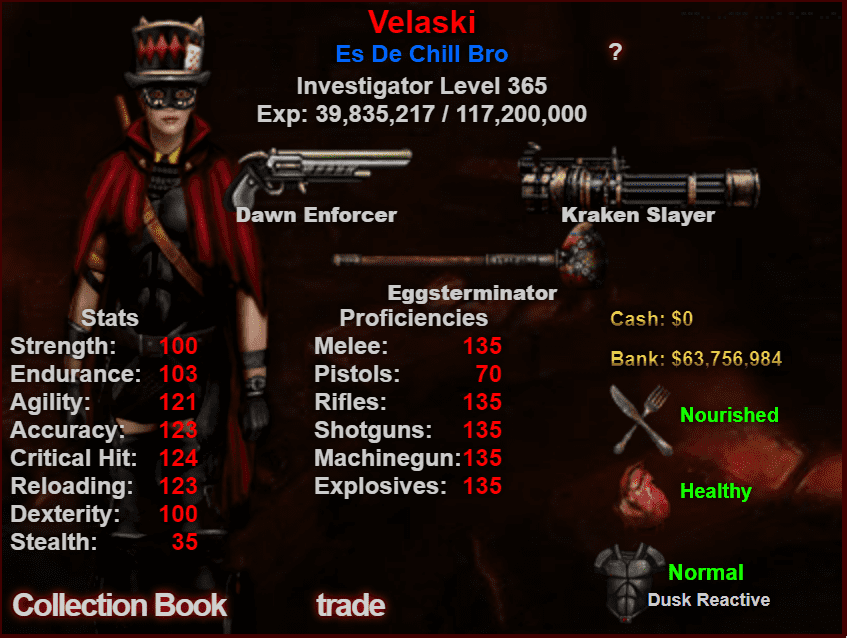 Velaski
Es De Chill Bro
?
Investigator Level 365
Exp: 39,835,217 / 117,200,000
Dawn Enforcer
Kraken Slayer
Eggsterminator
Stats
Strength: 100
Endurance: 103
Agility: 121
Accuracy: 123
Critical Hit: 124
Reloading: 123
Dexterity: 100
Stealth: 35
Proficiencies
Melee: 135
Pistols: 70
Rifles: 135
Shotguns: 135
Machinegun: 135
Explosives: 135
Cash: $0
Bank: $63,756,984
Nourished
Healthy
Normal
Dusk Reactive
Collection Book
trade